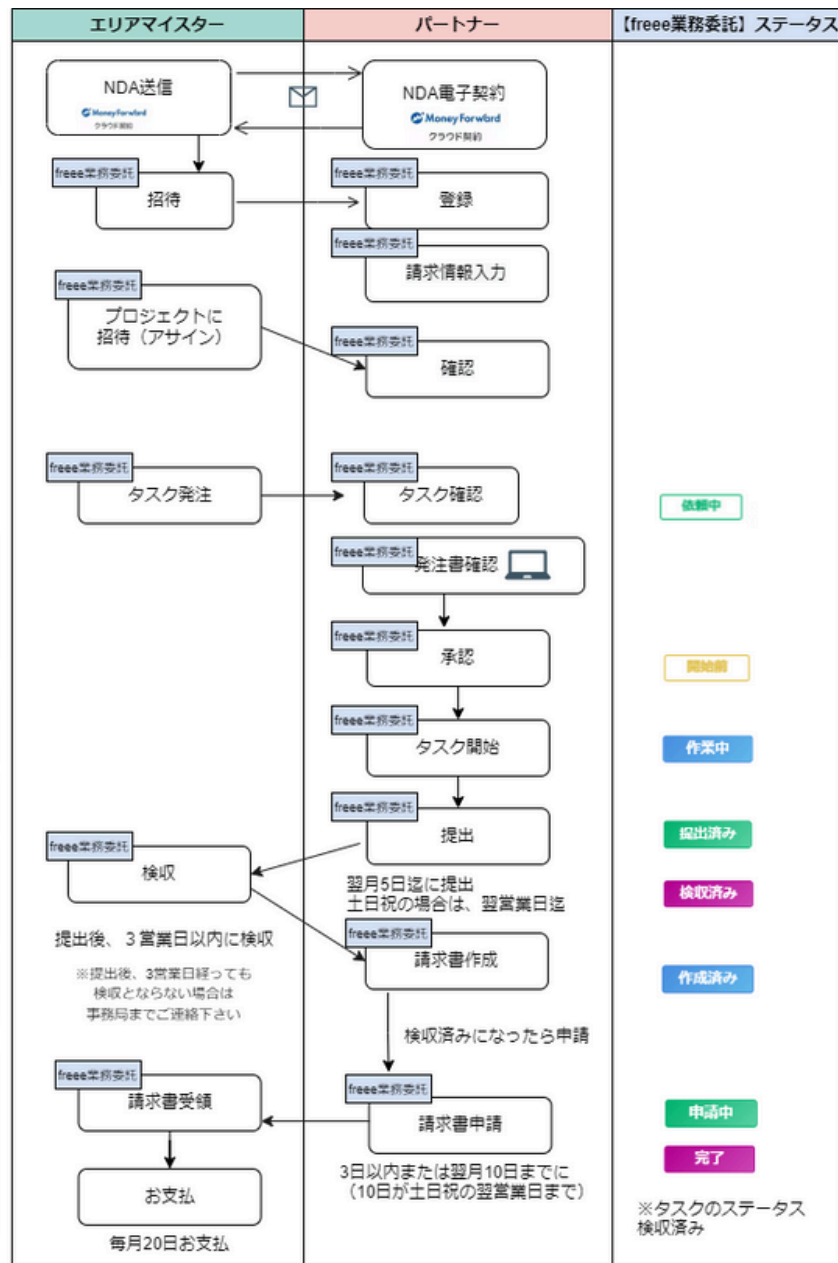 エリアマイスター
パートナー
【freee業務委託】ステータス
NDA送信
Money Forward
クラウド契約
NDA電子契約
Money Forward
クラウド契約
freee業務委託
招待
freee業務委託
登録
freee業務委託
請求情報入力
freee業務委託
プロジェクトに
招待（アサイン）
freee業務委託
確認
freee業務委託
タスク発注
freee業務委託
タスク確認
依頼中
freee業務委託
発注書確認
freee業務委託
承認
開始前
freee業務委託
タスク開始
作業中
freee業務委託
提出
提出済み
翌月5日迄に提出
土日祝の場合は、翌営業日迄
freee業務委託
検収
検収済み
提出後、３営業日以内に検収
※提出後、3営業日経っても
検収とならない場合は
事務局までご連絡下さい
freee業務委託
請求書作成
作成済み
検収済みになったら申請
freee業務委託
請求書受領
freee業務委託
請求書申請
申請中
3日以内または翌月10日までに
（10日が土日祝の翌営業日まで）
完了
※タスクのステータス
検収済み
お支払
毎月20日お支払